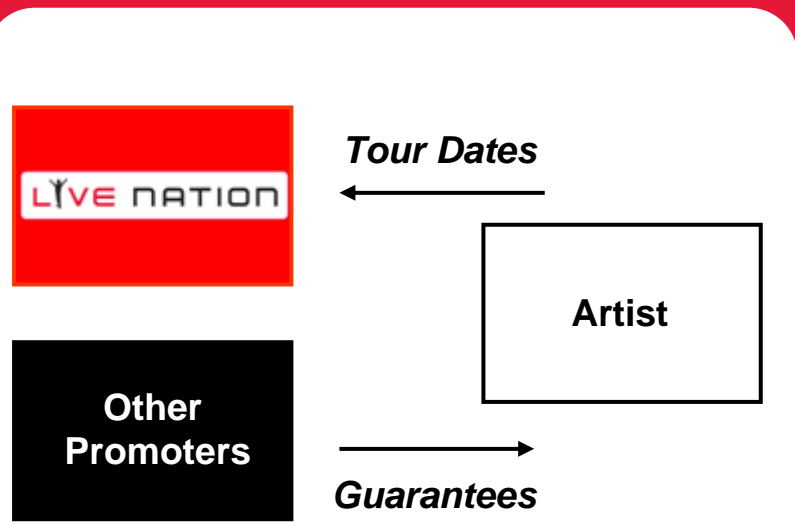 LIVE NATION
Tour Dates
Artist
Other
Promoters
Guarantees